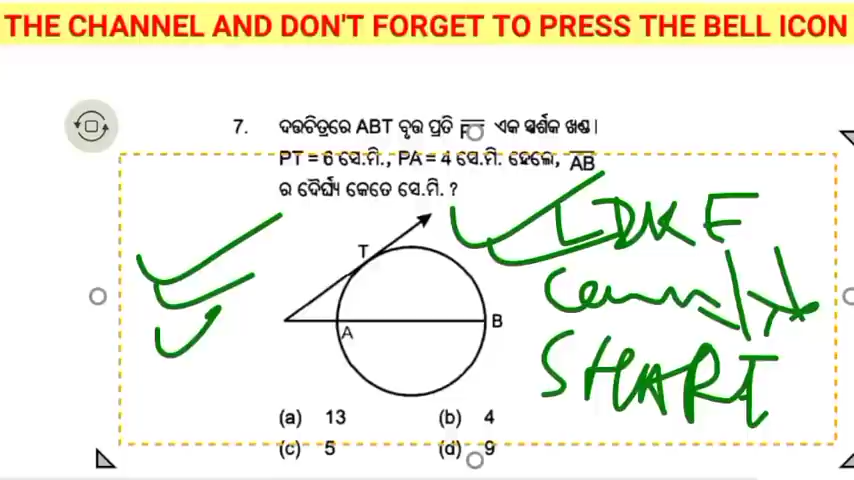 THE CHANNEL AND DON'T FORGET TO PRESS THE BELL ICON
7. ଦତ୍ତଚିତ୍ରରେ ABT ବୃତ୍ତ ପ୍ରତି ଏକ ସ୍ପର୍ଶକ ଖଣ୍ଡ।
PT = 6 ସେ.ମି., PA = 4 ସେ.ମି. ହେଲେ, AB
ର ଦୈର୍ଘ୍ୟ କେତେ ସେ.ମି. ?
LIKE
T
SHARE
A
B
(a) 13 (b) 4
(c) 5 (d) 9